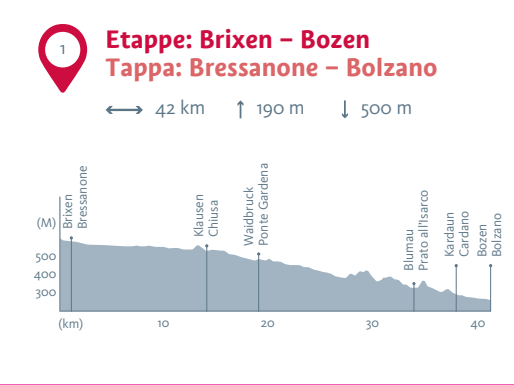 1
Etappe: Brixen – Bozen
Tappa: Bressanone – Bolzano
42 km 190 m 500 m
Brixen
Bressanone
Klausen
Chiusa
Waidbruck
Ponte Gardena
Blumau
Prato all'Isarco
Kardaun
Cardano
Bozen
Bolzano
(M)
500
400
300
(km) 10 20 30 40